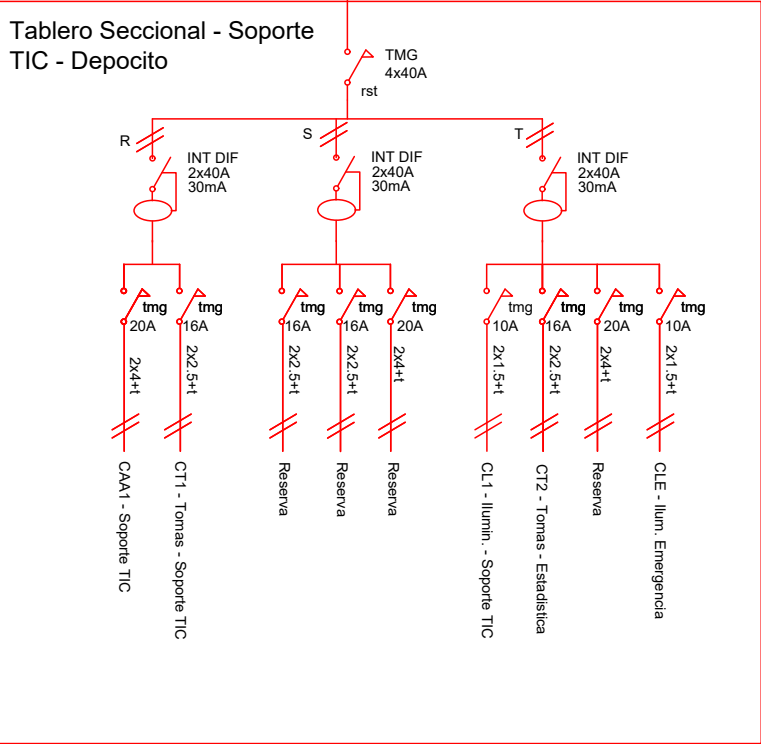 Tablero Seccional - Soporte
TIC - Depocito
TMG
4x40A
rst
R
INT DIF
2x40A
30mA
S
INT DIF
2x40A
30mA
T
INT DIF
2x40A
30mA
tmg
20A
2x4+t
CAA1 - Soporte TIC
tmg
16A
2x2.5+t
CT1 - Tomas - Soporte TIC
tmg
16A
2x2.5+t
Reserva
tmg
16A
2x2.5+t
Reserva
tmg
20A
2x4+t
Reserva
tmg
10A
2x1.5+t
CL1 - Ilumin. - Soporte TIC
tmg
16A
2x2.5+t
CT2 - Tomas - Estadistica
tmg
20A
2x4+t
Reserva
tmg
10A
2x1.5+t
CLE - Ilum. Emergencia